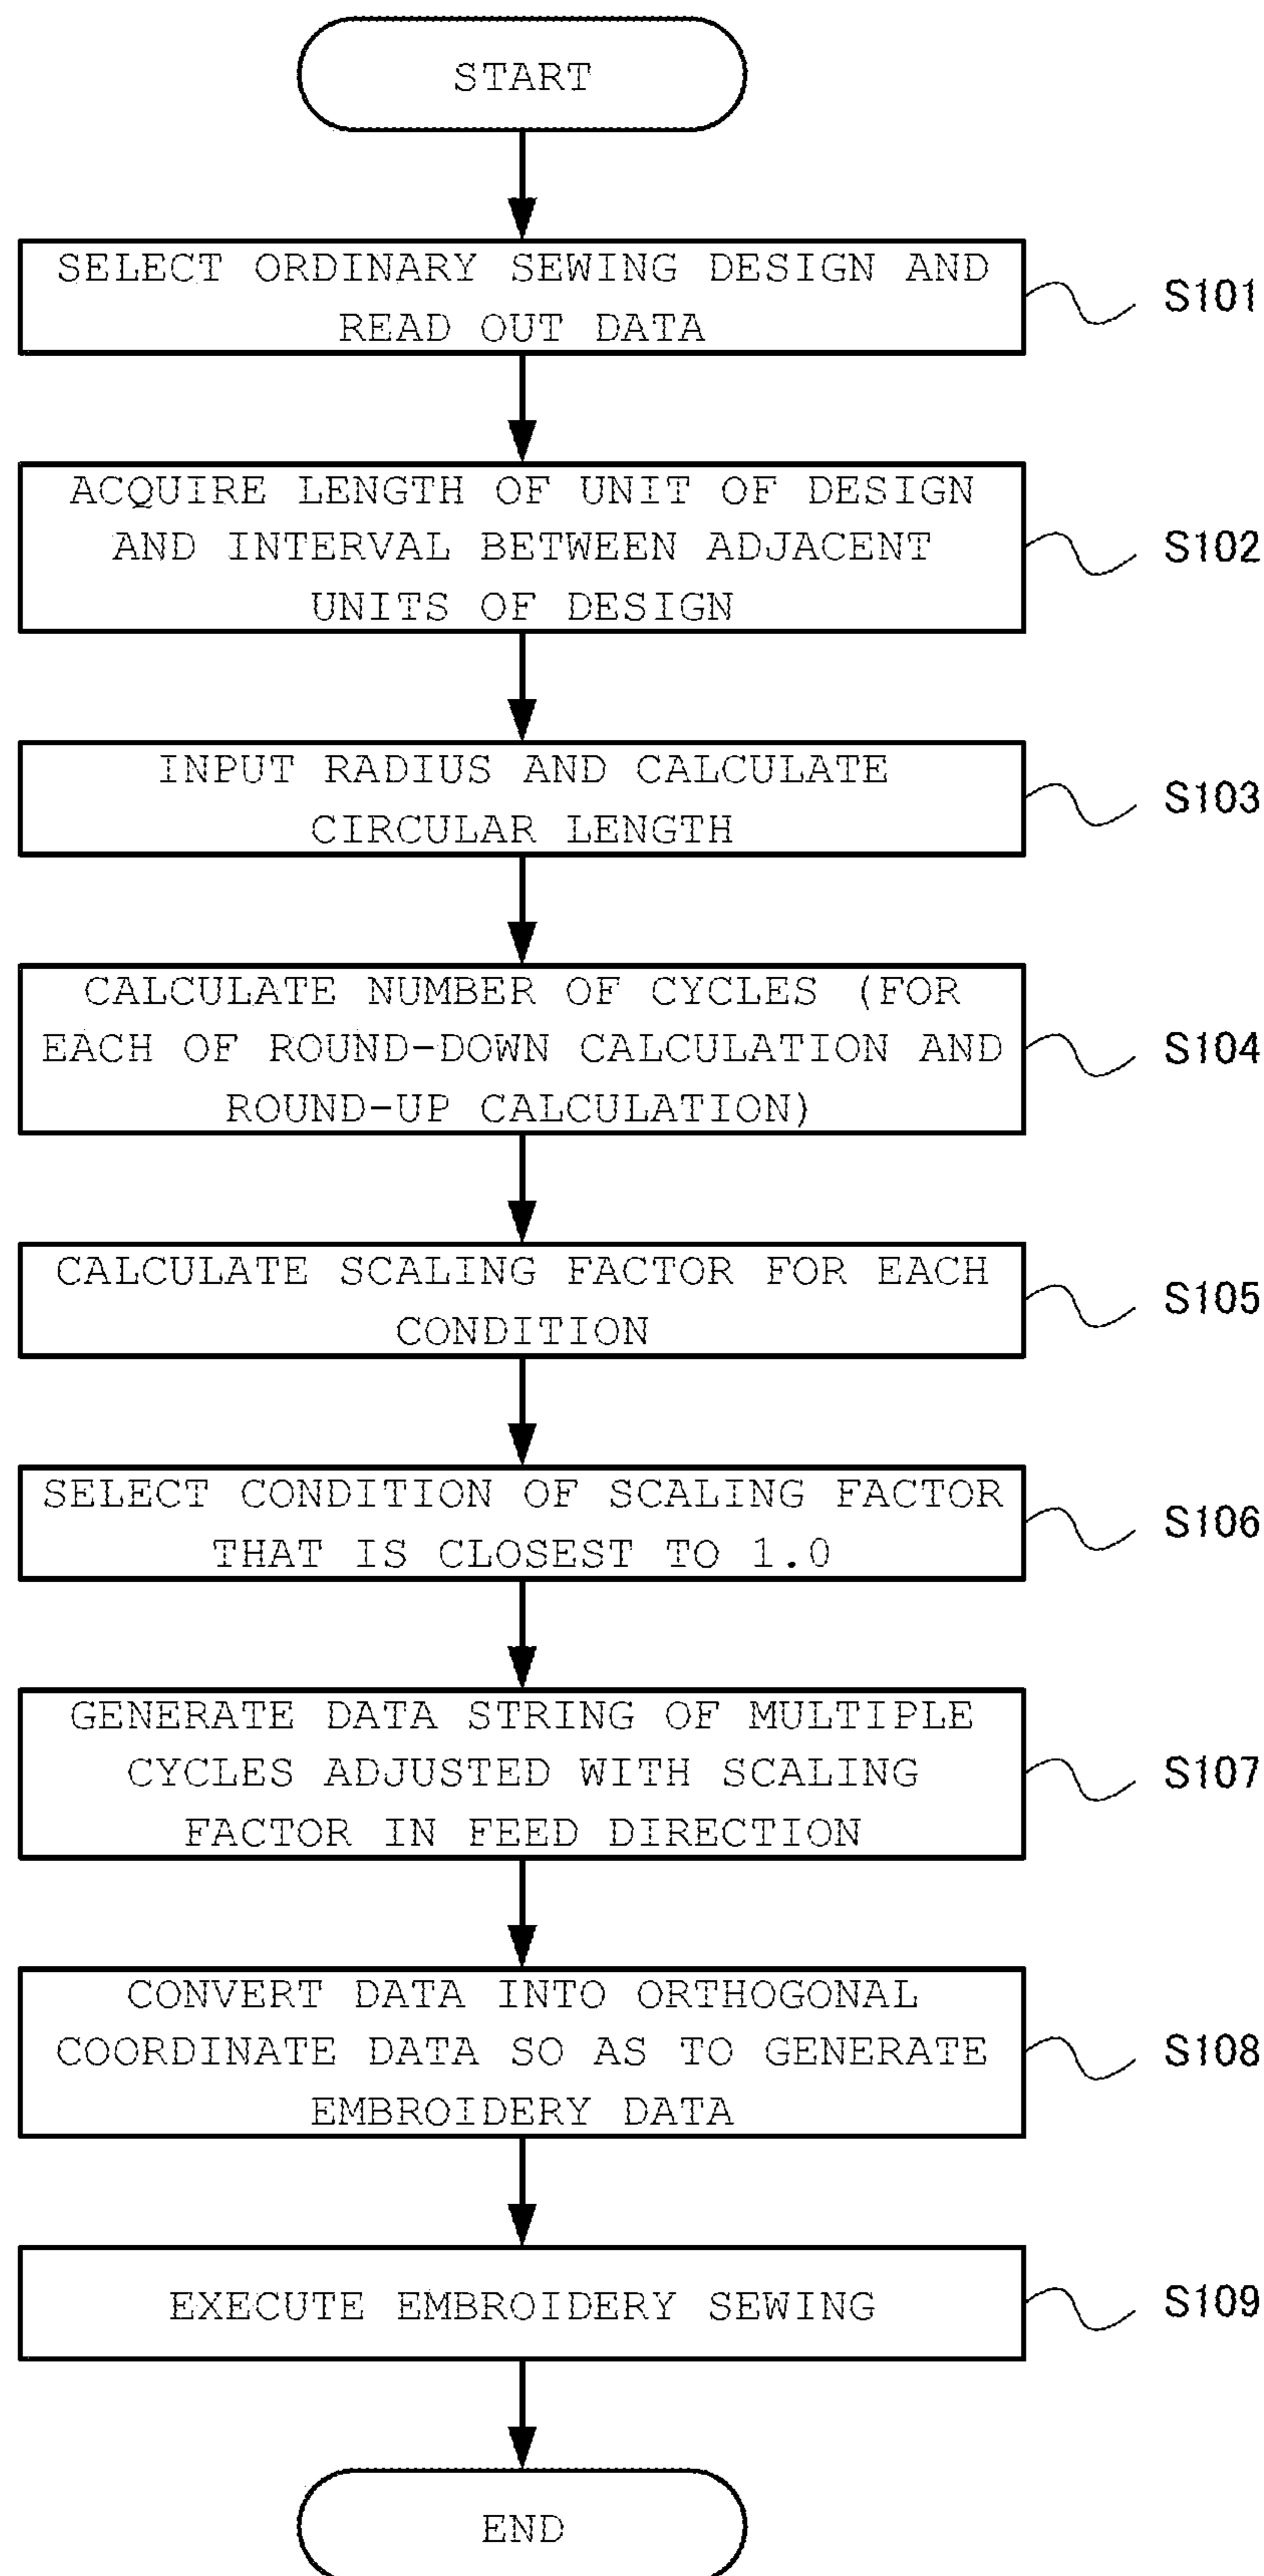 START
SELECT ORDINARY SEWING DESIGN AND
READ OUT DATA
S101
ACQUIRE LENGTH OF UNIT OF DESIGN
AND INTERVAL BETWEEN ADJACENT
UNITS OF DESIGN
S102
INPUT RADIUS AND CALCULATE
CIRCULAR LENGTH
S103
CALCULATE NUMBER OF CYCLES (FOR
EACH OF ROUND-DOWN CALCULATION AND
ROUND-UP CALCULATION)
S104
CALCULATE SCALING FACTOR FOR EACH
CONDITION
S105
SELECT CONDITION OF SCALING FACTOR
THAT IS CLOSEST TO 1.0
S106
GENERATE DATA STRING OF MULTIPLE
CYCLES ADJUSTED WITH SCALING
FACTOR IN FEED DIRECTION
S107
CONVERT DATA INTO ORTHOGONAL
COORDINATE DATA SO AS TO GENERATE
EMBROIDERY DATA
S108
EXECUTE EMBROIDERY SEWING
S109
END